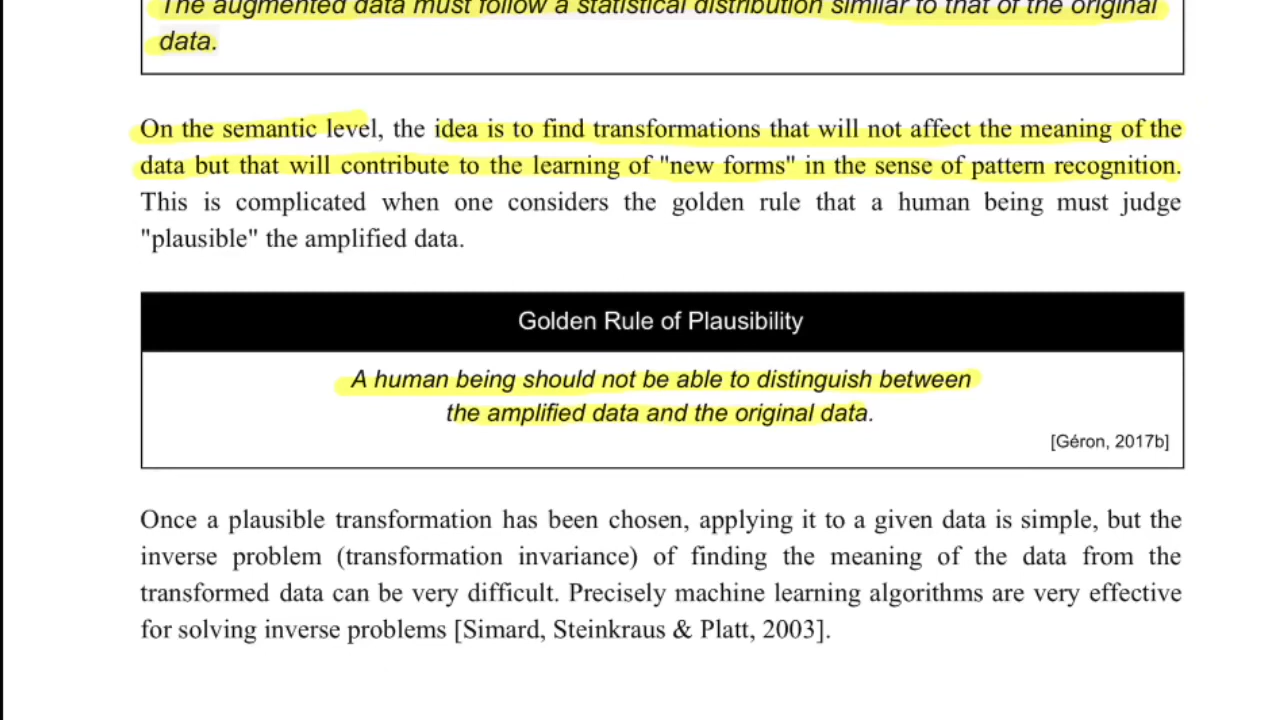 The augmented data must follow a statistical distribution similar to that of the original
data.
On the semantic level, the idea is to find transformations that will not affect the meaning of the
data but that will contribute to the learning of "new forms" in the sense of pattern recognition.
This is complicated when one considers the golden rule that a human being must judge
"plausible" the amplified data.
Golden Rule of Plausibility
A human being should not be able to distinguish between
the amplified data and the original data.
[Géron, 2017b]
Once a plausible transformation has been chosen, applying it to a given data is simple, but the
inverse problem (transformation invariance) of finding the meaning of the data from the
transformed data can be very difficult. Precisely machine learning algorithms are very effective
for solving inverse problems [Simard, Steinkraus & Platt, 2003].